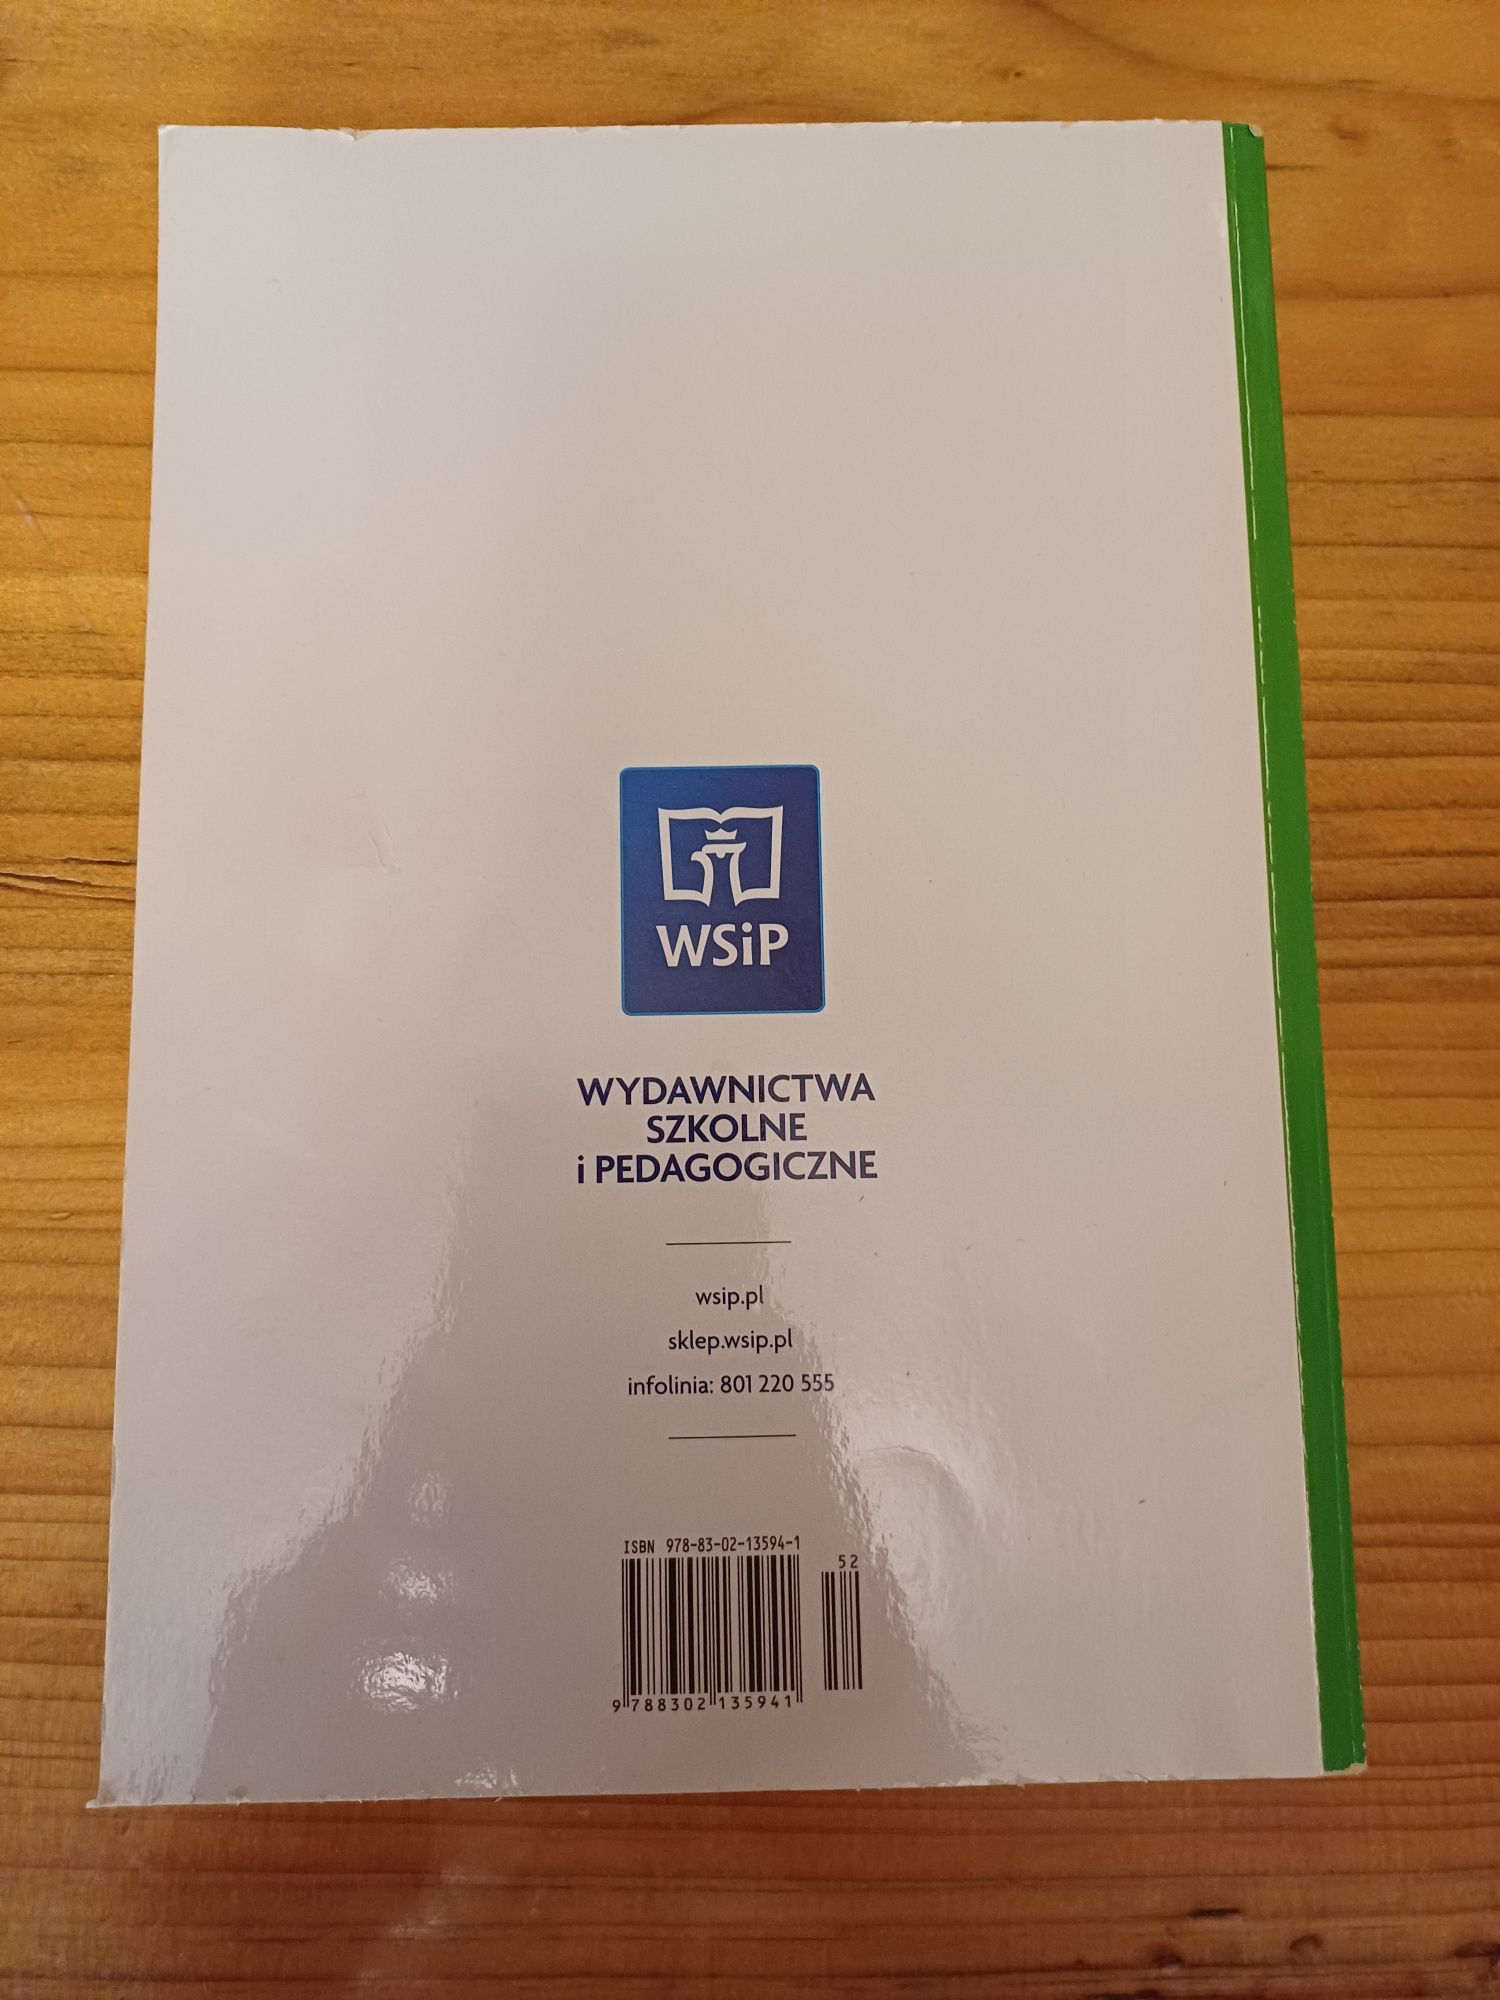 WSiP
WYDAWNICTWA
SZKOLNE
i PEDAGOGICZNE
wsip.pl
sklep.wsip.pl
infolinia: 801 220 555
ISBN 978-83-02-13594-1
52
9 788302 135941